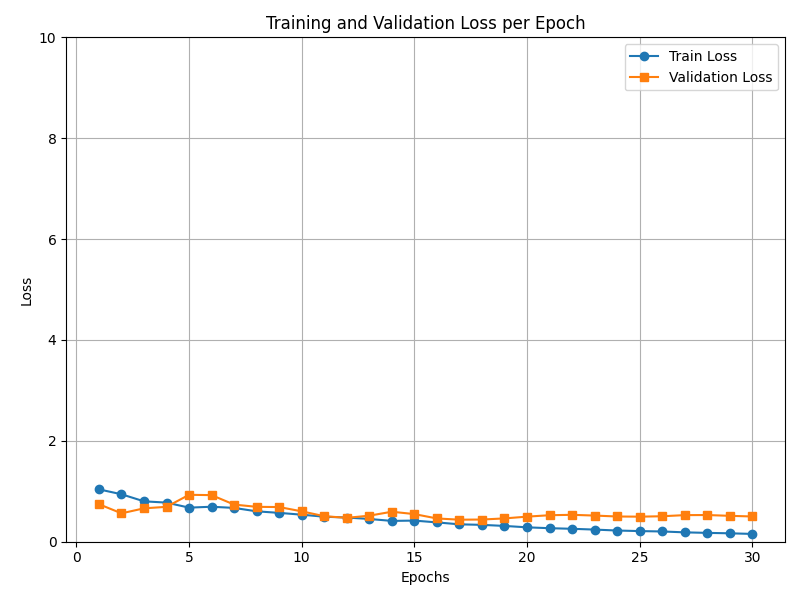 Training and Validation Loss per Epoch
Train Loss
Validation Loss
10
8
6
4
2
0
Loss
0 5 10 15 20 25 30
Epochs